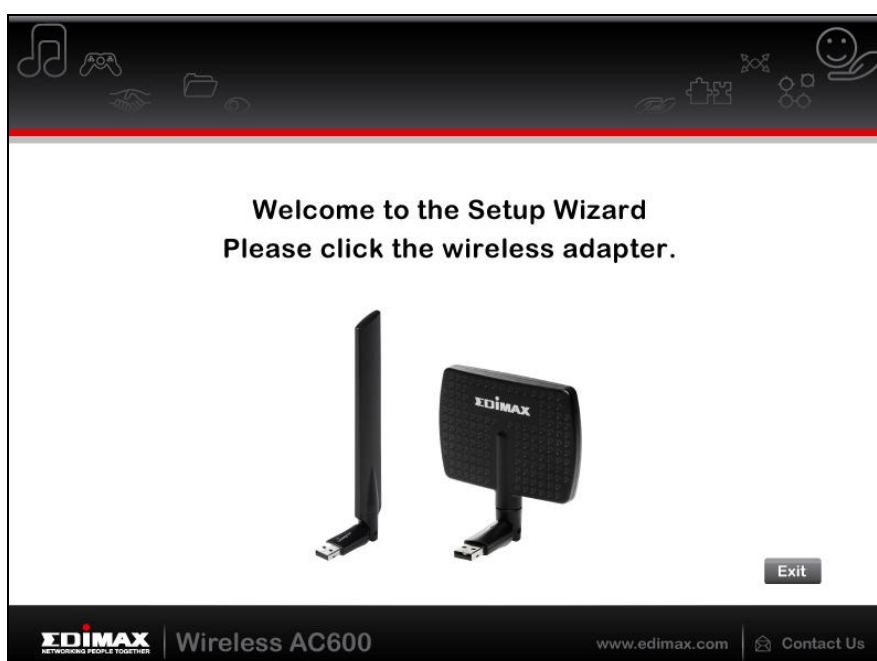 Welcome to the Setup Wizard
Please click the wireless adapter.
EDiMAX
Exit
EDiMAX
NETWORKING PEOPLE TOGETHER
Wireless AC600
www.edimax.com
Contact Us